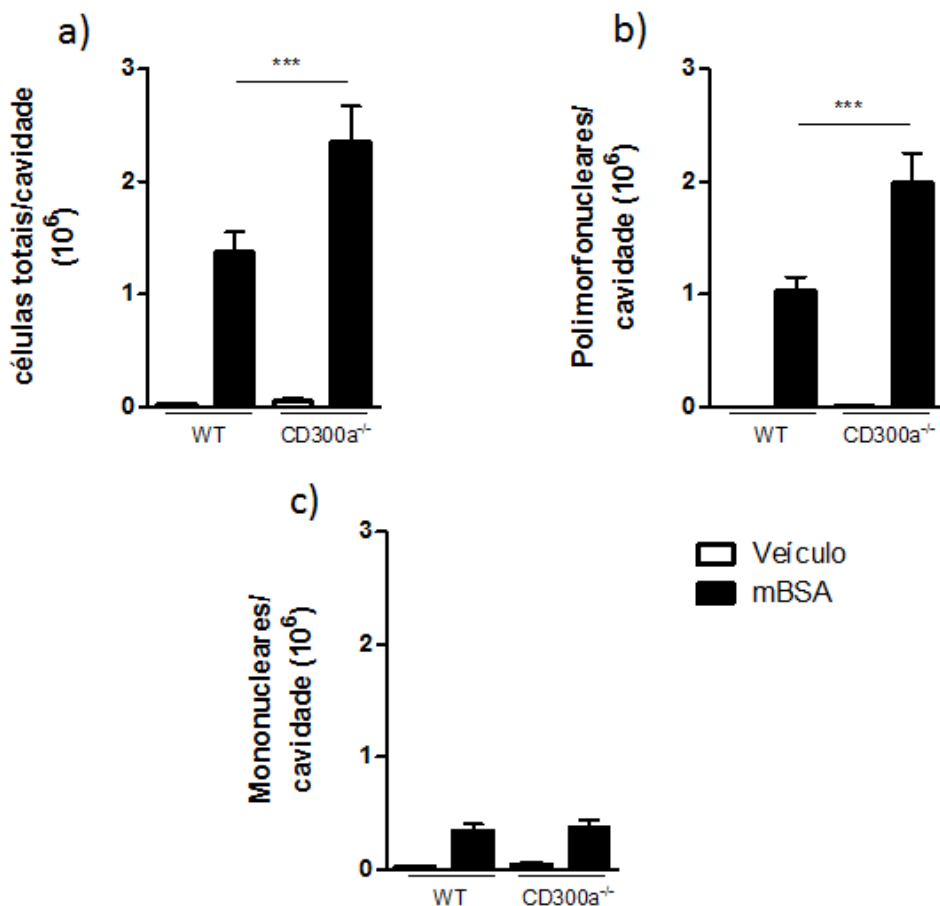 a)
células totais/cavidade
(10⁶)
3
2
1
0
***
WT
CD300a⁻/⁻
b)
Polimorfonucleares/
cavidade (10⁶)
3
2
1
0
***
WT
CD300a⁻/⁻
c)
Mononucleares/
cavidade (10⁶)
3
2
1
0
WT
CD300a⁻/⁻
Veículo
mBSA